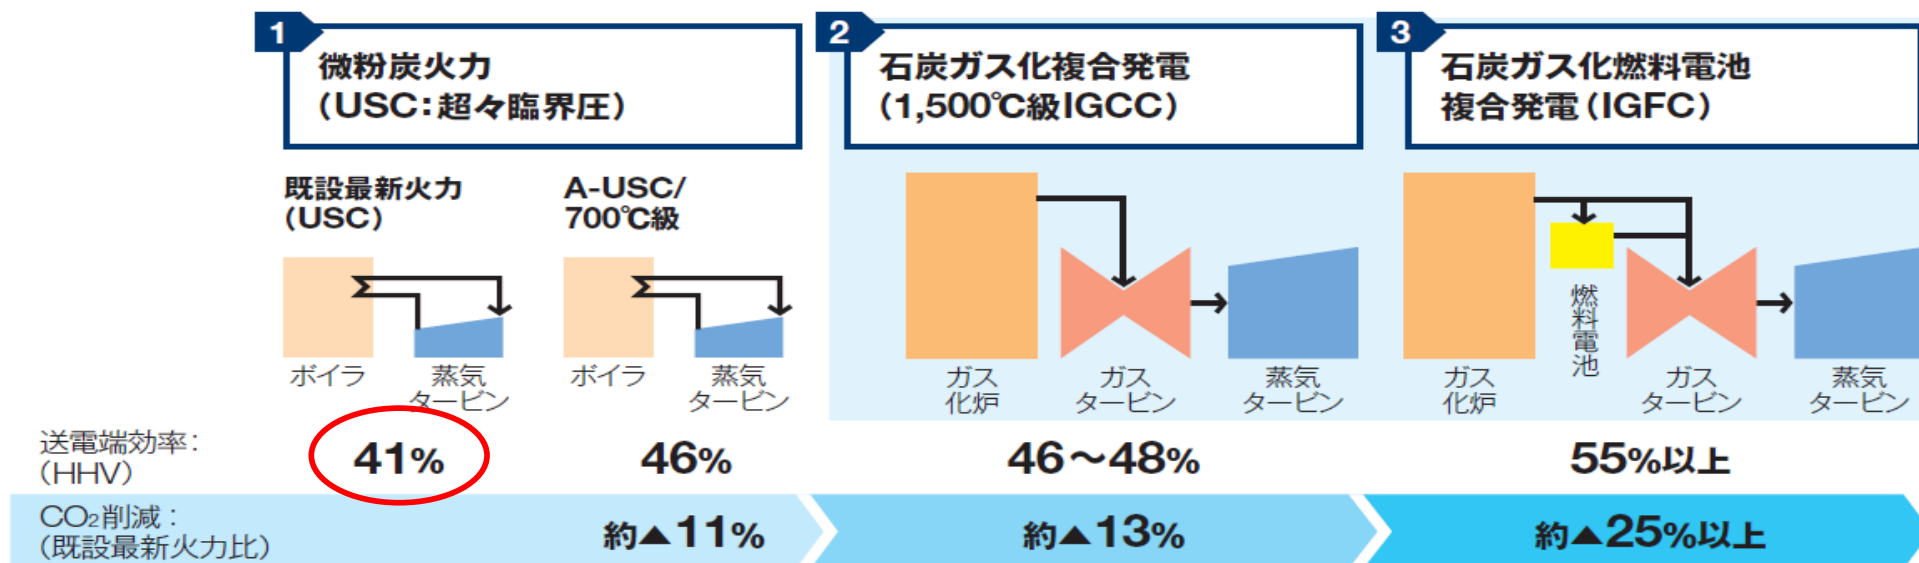 1
微粉炭火力
(USC:超々臨界圧)
2
石炭ガス化複合発電
(1,500℃級IGCC)
3
石炭ガス化燃料電池
複合発電(IGFC)
既設最新火力
(USC)
A-USC/
700℃級
ボイラ
蒸気
タービン
ボイラ
蒸気
タービン
ガス
化炉
ガス
タービン
蒸気
タービン
ガス
化炉
燃料電池
ガス
タービン
蒸気
タービン
送電端効率:
(HHV)
41%
46%
46～48%
55%以上
CO₂削減:
(既設最新火力比)
約▲11%
約▲13%
約▲25%以上